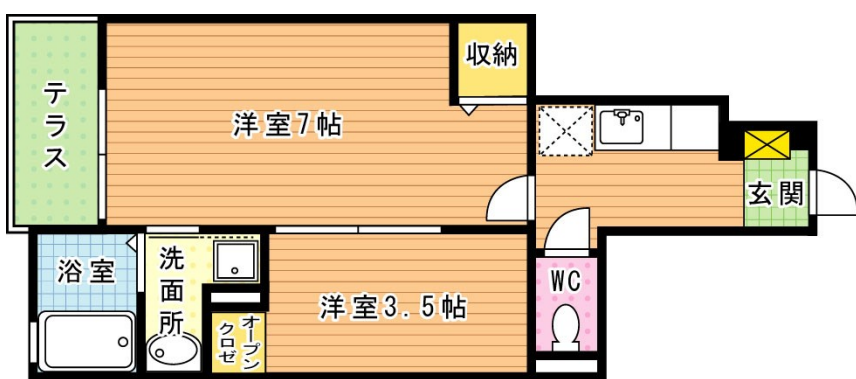 収納
テラス
洋室7帖
玄関
浴室
洗面所
WC
洋室3.5帖
オープン
クロゼ